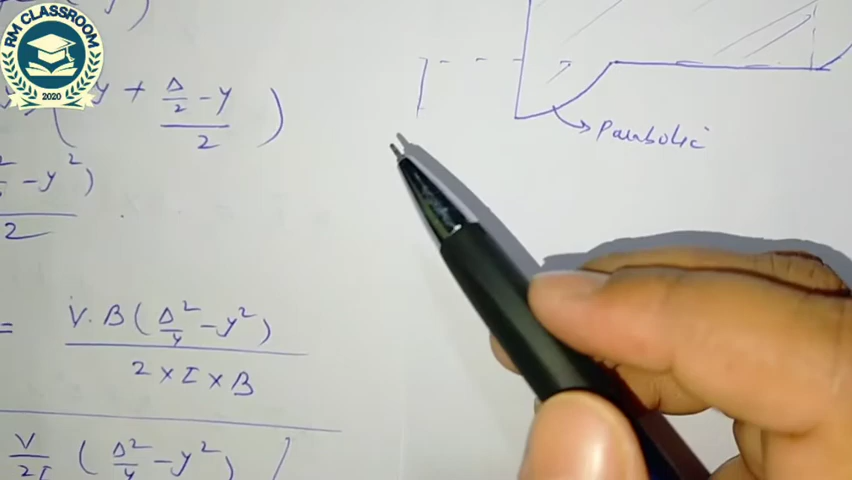 RM CLASSROOM
2020
y + Δ/2 - y
2 )
- y²)
2
Parabolic
= V.B(Δ²/4 - y²)
2 × I × B
V/2I (Δ²/4 - y²)